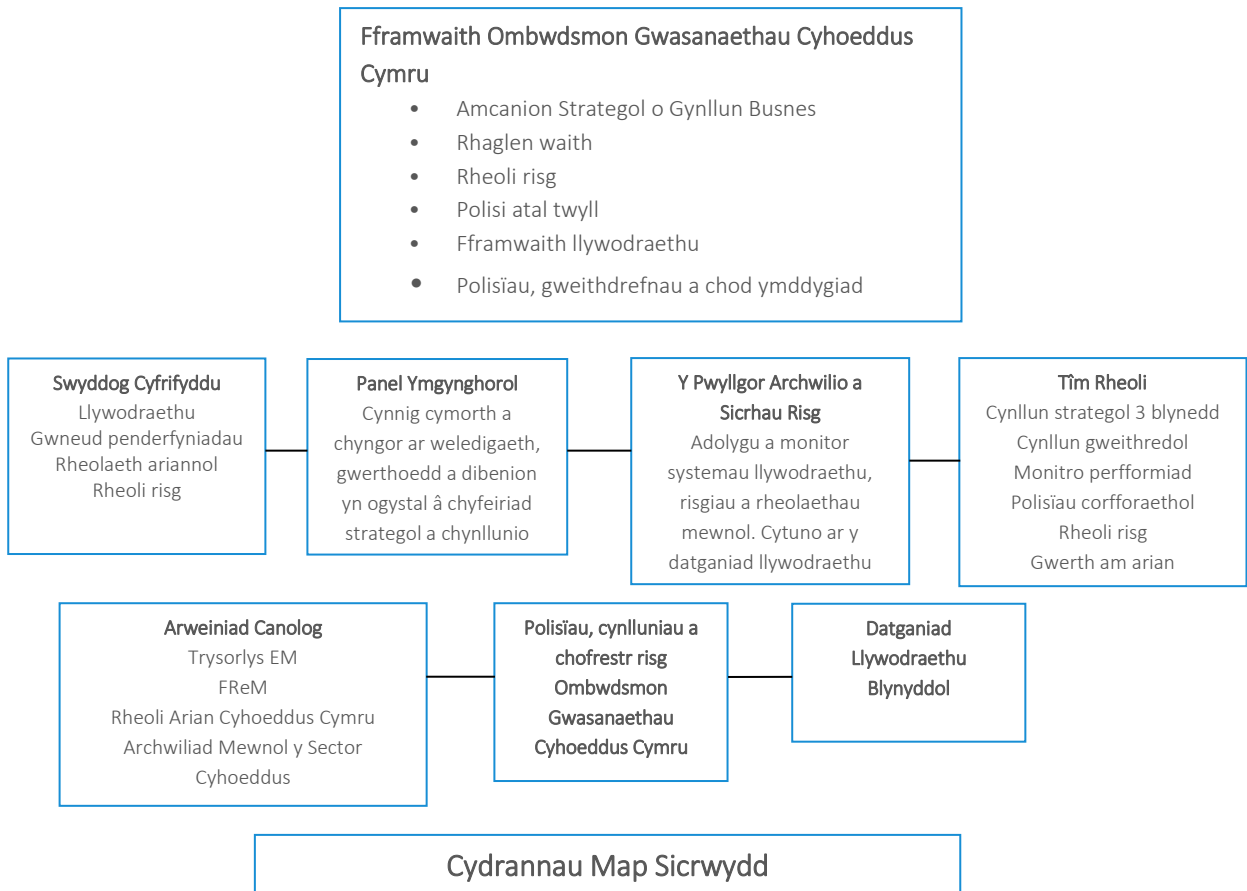 Fframwaith Ombwdsmon Gwasanaethau Cyhoeddus
Cymru
• Amcanion Strategol o Gynllun Busnes
• Rhaglen waith
• Rheoli risg
• Polisi atal twyll
• Fframwaith llywodraethu
• Polisïau, gweithdrefnau a chod ymddygiad
Swyddog Cyfrifyddu
Llywodraethu
Gwneud penderfyniadau
Rheolaeth ariannol
Rheoli risg
Panel Ymgynghorol
Cynnig cymorth a
chyngor ar weledigaeth,
gwerthoedd a dibenion
yn ogystal â chyfeiriad
strategol a chynllunio
Y Pwyllgor Archwilio a
Sicrhau Risg
Adolygu a monitor
systemau llywodraethu,
risgiau a rheolaethau
mewnol. Cytuno ar y
datganiad llywodraethu
Tîm Rheoli
Cynllun strategol 3 blynedd
Cynllun gweithredol
Monitro perfformiad
Polisïau corfforaethol
Rheoli risg
Gwerth am arian
Arweiniad Canolog
Trysorlys EM
FReM
Rheoli Arian Cyhoeddus Cymru
Archwiliad Mewnol y Sector
Cyhoeddus
Polisïau, cynlluniau a
chofrestr risg
Ombwdsmon
Gwasanaethau
Cyhoeddus Cymru
Datganiad
Llywodraethu
Blynyddol
Cydrannau Map Sicrwydd